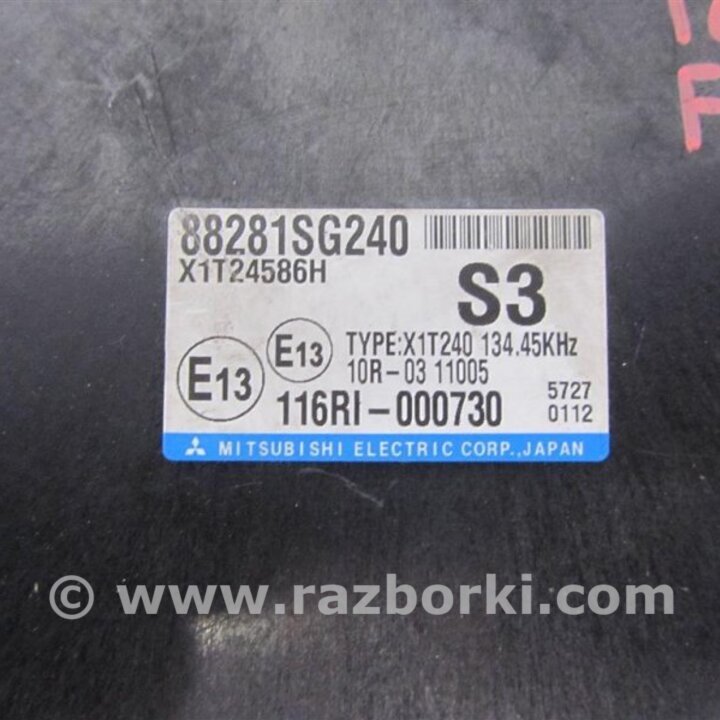 88281SG240
X1T24586H
S3
E13
E13
TYPE:X1T240 134.45KHz
10R-03 11005
116RI-000730
5727
0112
MITSUBISHI ELECTRIC CORP.,JAPAN
© www.razborki.com